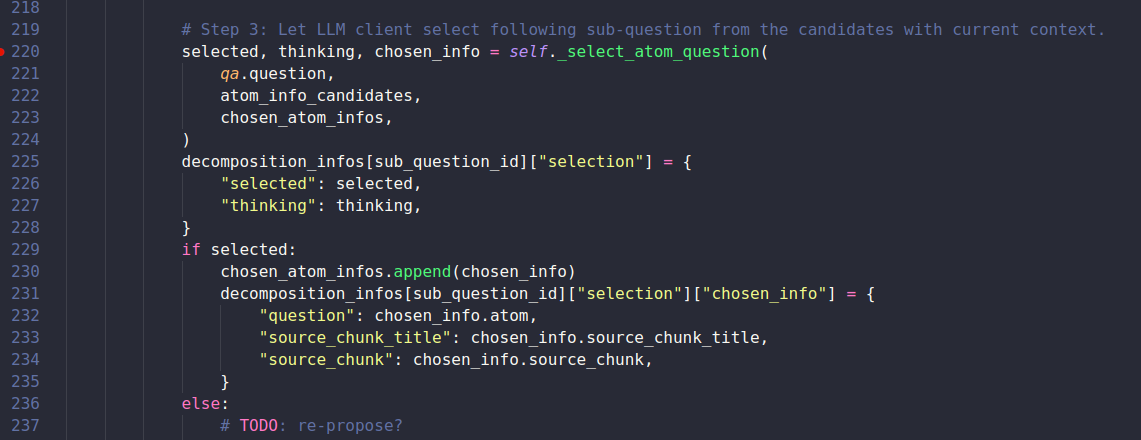 218
219 # Step 3: Let LLM client select following sub-question from the candidates with current context.
220 selected, thinking, chosen_info = self._select_atom_question(
221 qa.question,
222 atom_info_candidates,
223 chosen_atom_infos,
224 )
225 decomposition_infos[sub_question_id]["selection"] = {
226 "selected": selected,
227 "thinking": thinking,
228 }
229 if selected:
230 chosen_atom_infos.append(chosen_info)
231 decomposition_infos[sub_question_id]["selection"]["chosen_info"] = {
232 "question": chosen_info.atom,
233 "source_chunk_title": chosen_info.source_chunk_title,
234 "source_chunk": chosen_info.source_chunk,
235 }
236 else:
237 # TODO: re-propose?